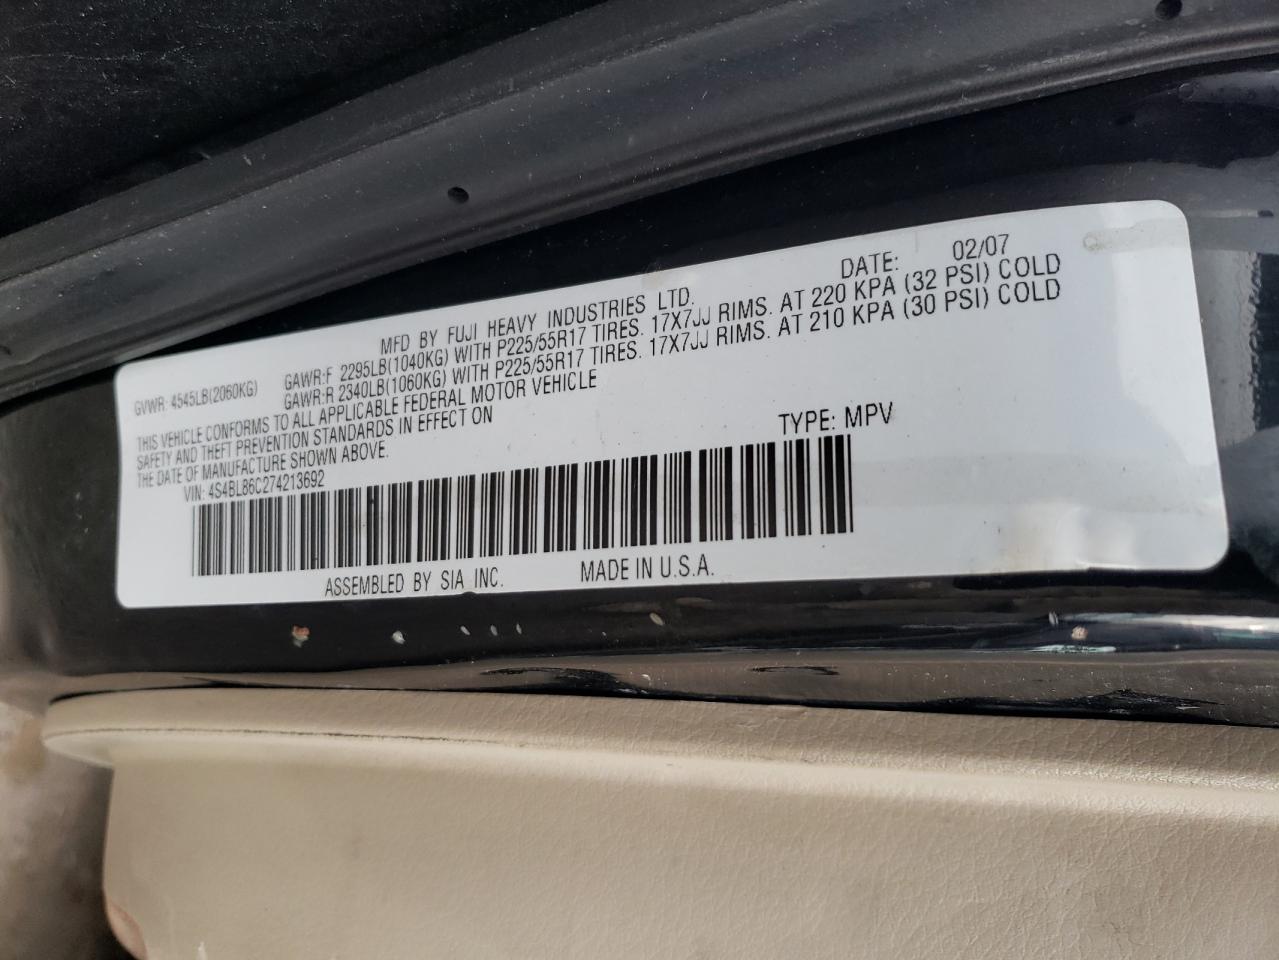 MFD BY FUJI HEAVY INDUSTRIES LTD. DATE: 02/07
GVWR: 4545LB(2060KG) GAWR:F 2295LB(1040KG) WITH P225/55R17 TIRES. 17X7JJ RIMS. AT 220 KPA (32 PSI) COLD
GAWR:R 2340LB(1060KG) WITH P225/55R17 TIRES. 17X7JJ RIMS. AT 210 KPA (30 PSI) COLD
THIS VEHICLE CONFORMS TO ALL APPLICABLE FEDERAL MOTOR VEHICLE
SAFETY AND THEFT PREVENTION STANDARDS IN EFFECT ON
THE DATE OF MANUFACTURE SHOWN ABOVE.
VIN: 4S4BL86C274213692 TYPE: MPV
ASSEMBLED BY SIA INC. MADE IN U.S.A.